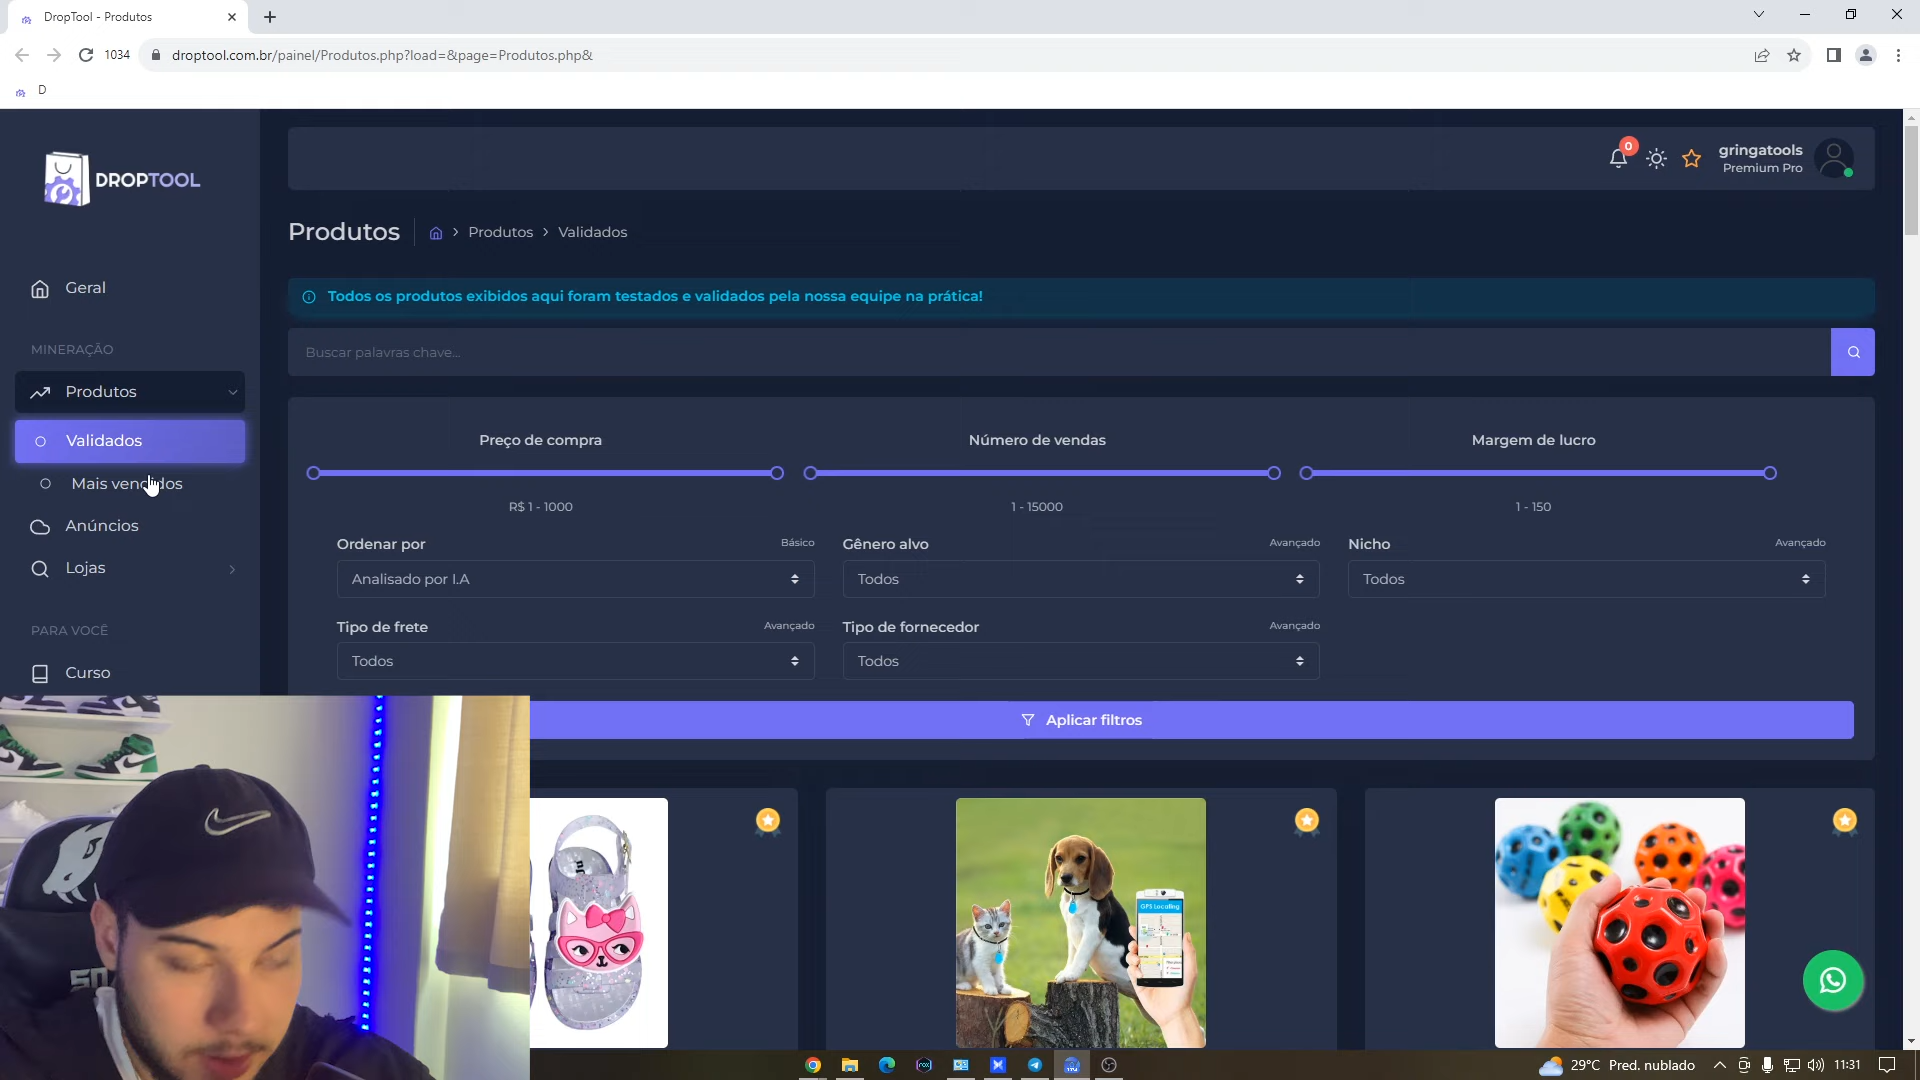 DropTool - Produtos
1034
droptool.com.br/painel/Produtos.php?load=&page=Produtos.php&
D
DROPTOOL
0
gringatools
Premium Pro
Produtos
Produtos > Validados
Geral
Todos os produtos exibidos aqui foram testados e validados pela nossa equipe na prática!
MINERAÇÃO
Buscar palavras chave...
Produtos
Validados
Mais vendidos
Anúncios
Lojas
PARA VOCÊ
Curso
Preço de compra
Número de vendas
Margem de lucro
R$ 1 - 1000
1 - 15000
1 - 150
Ordenar por
Básico
Gênero alvo
Avançado
Nicho
Avançado
Analisado por I.A
Todos
Todos
Tipo de frete
Avançado
Tipo de fornecedor
Avançado
Todos
Todos
Aplicar filtros
GPS Locating
29°C Pred. nublado
11:31